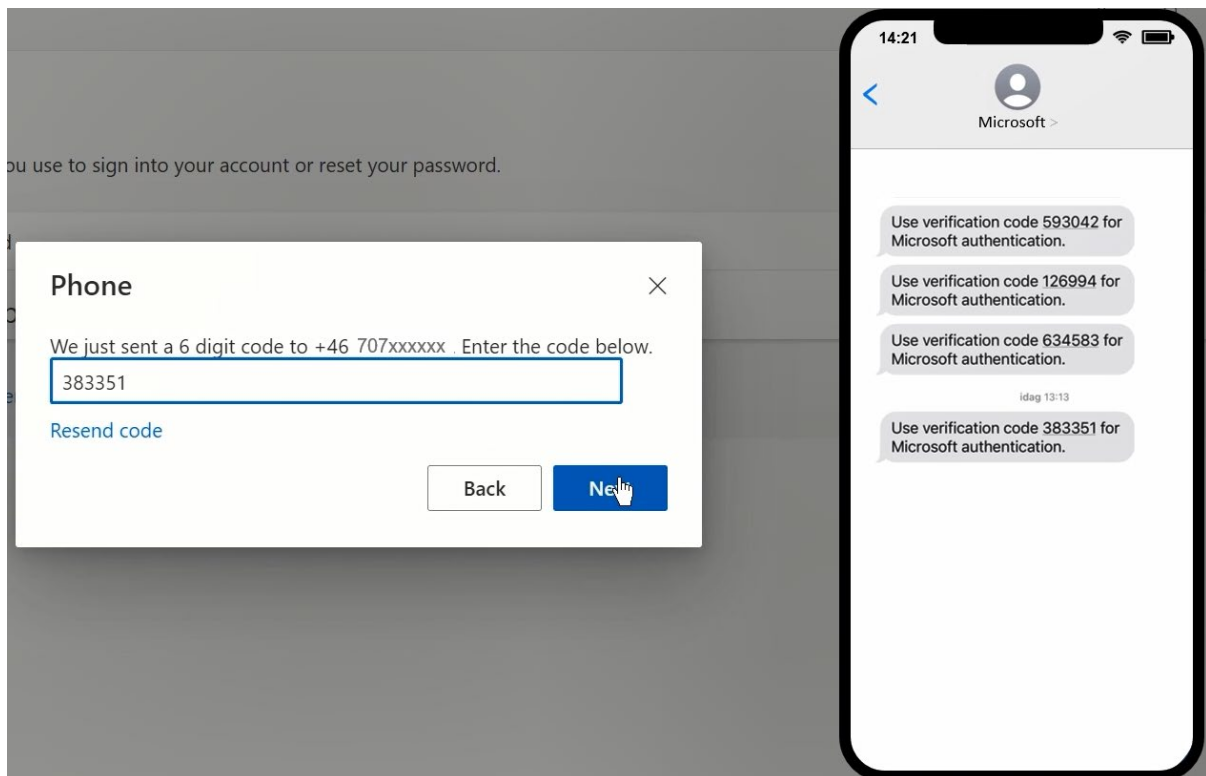 ou use to sign into your account or reset your password.
Phone
We just sent a 6 digit code to +46 707xxxxxx . Enter the code below.
383351
Resend code
Back
14:21
Microsoft >
Use verification code 593042 for
Microsoft authentication.
Use verification code 126994 for
Microsoft authentication.
Use verification code 634583 for
Microsoft authentication.
idag 13:13
Use verification code 383351 for
Microsoft authentication.